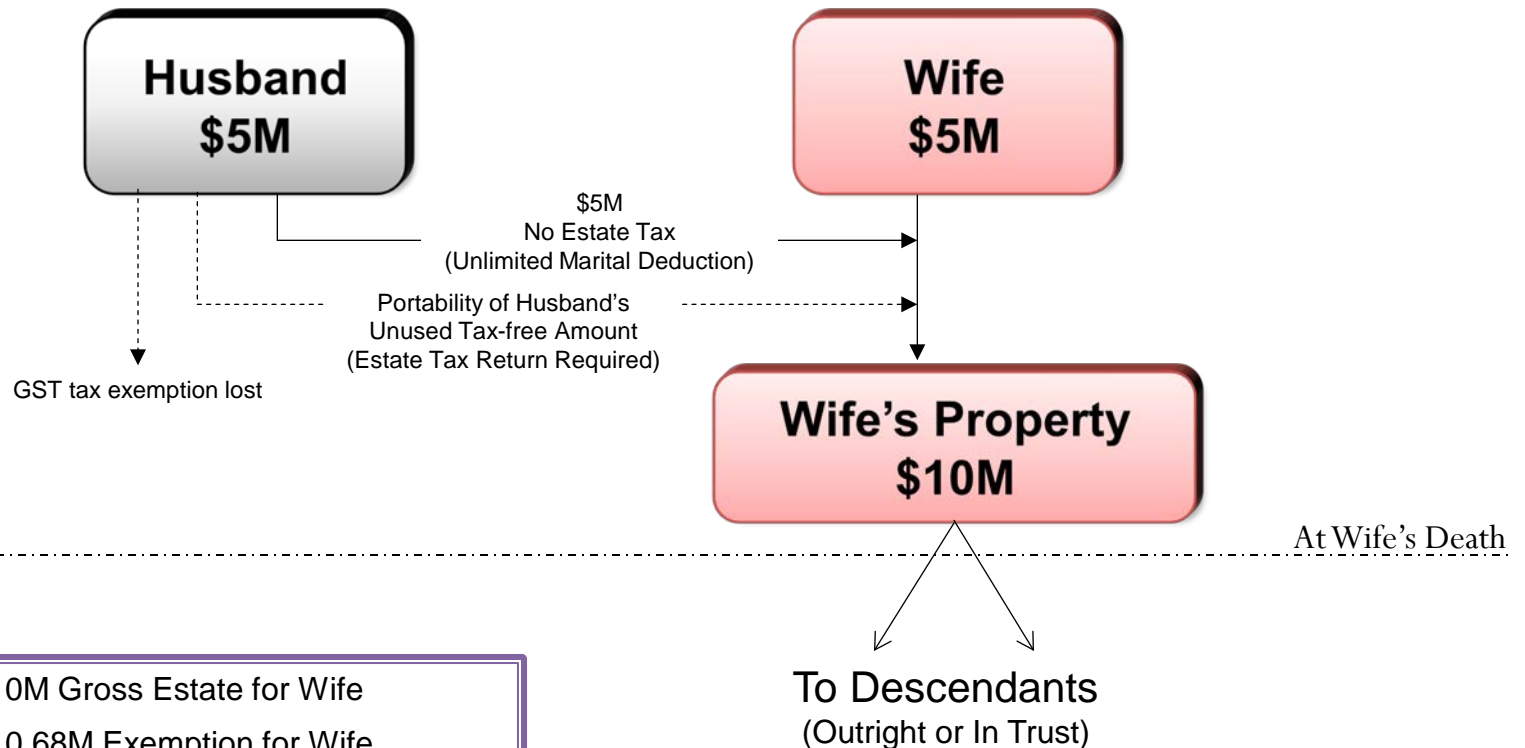 Husband
$5M
Wife
$5M
$5M
No Estate Tax
(Unlimited Marital Deduction)
Portability of Husband's
Unused Tax-free Amount
(Estate Tax Return Required)
GST tax exemption lost
Wife's Property
$10M
At Wife's Death
0M Gross Estate for Wife
0.68M Exemption for Wife
To Descendants
(Outright or In Trust)